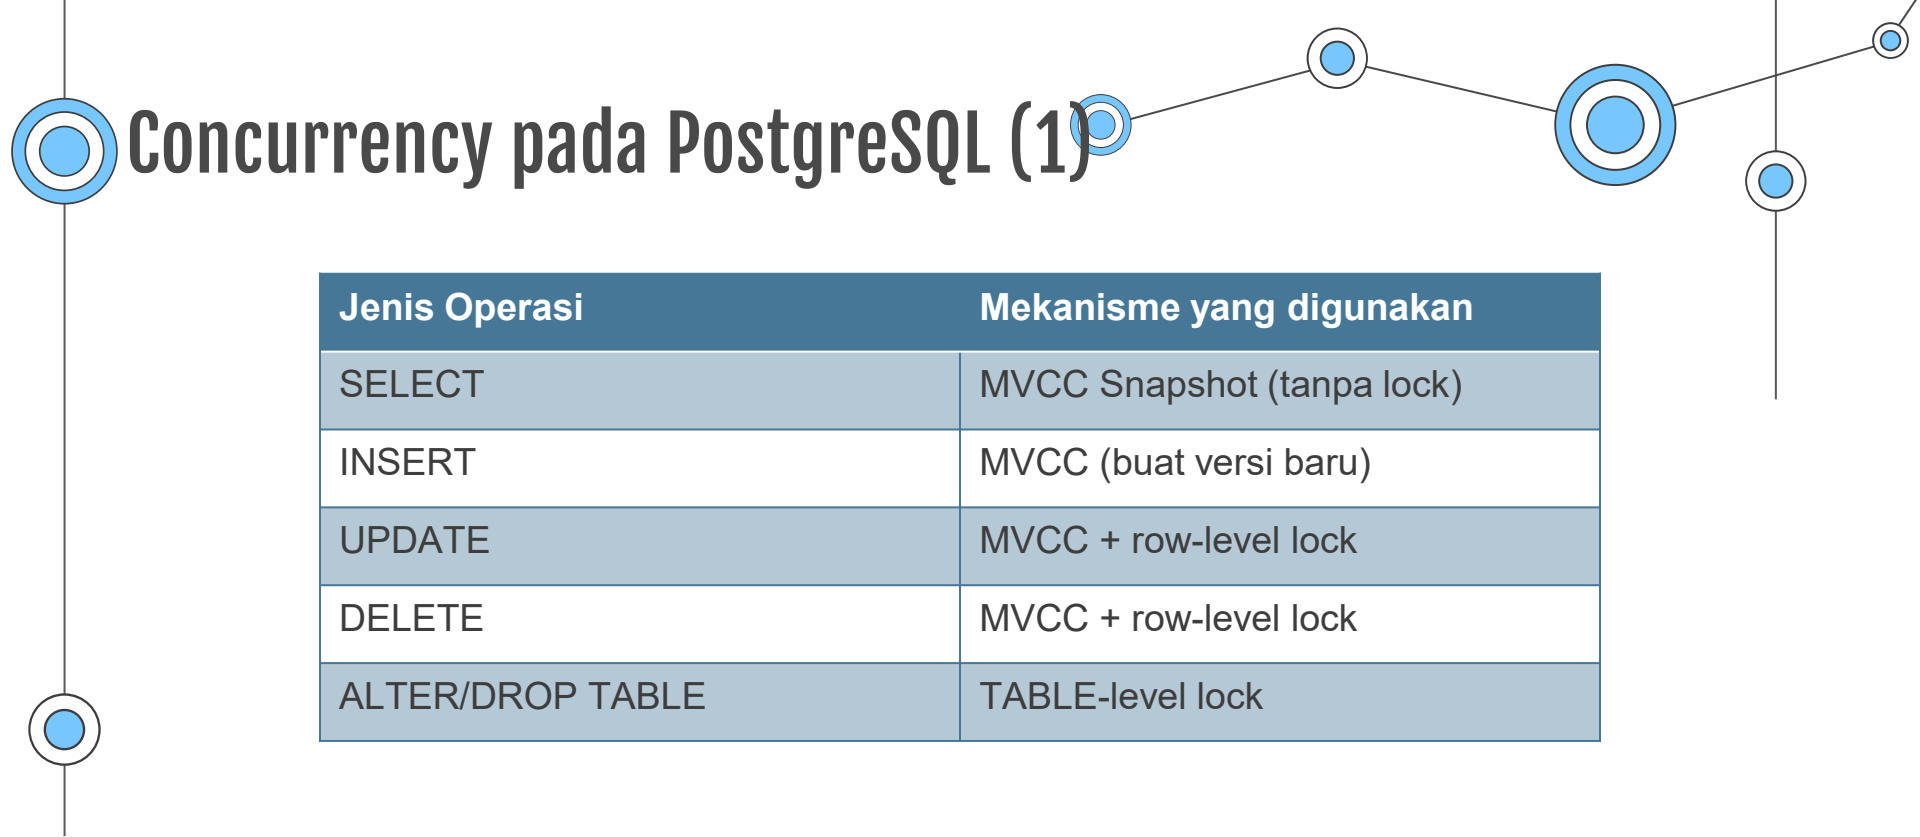 Concurrency pada PostgreSQL (1)
Jenis Operasi Mekanisme yang digunakan
SELECT MVCC Snapshot (tanpa lock)
INSERT MVCC (buat versi baru)
UPDATE MVCC + row-level lock
DELETE MVCC + row-level lock
ALTER/DROP TABLE TABLE-level lock